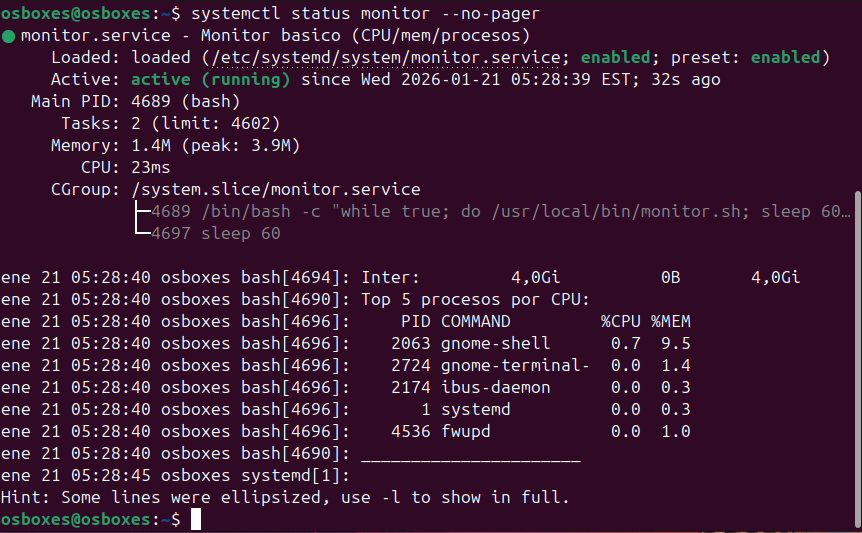 osboxes@osboxes:~$ systemctl status monitor --no-pager
● monitor.service - Monitor basico (CPU/mem/procesos)
     Loaded: loaded (/etc/systemd/system/monitor.service; enabled; preset: enabled)
     Active: active (running) since Wed 2026-01-21 05:28:39 EST; 32s ago
   Main PID: 4689 (bash)
      Tasks: 2 (limit: 4602)
     Memory: 1.4M (peak: 3.9M)
        CPU: 23ms
     CGroup: /system.slice/monitor.service
             ├─4689 /bin/bash -c "while true; do /usr/local/bin/monitor.sh; sleep 60…
             └─4697 sleep 60

ene 21 05:28:40 osboxes bash[4694]: Inter:         4,0Gi          0B       4,0Gi
ene 21 05:28:40 osboxes bash[4690]: Top 5 procesos por CPU:
ene 21 05:28:40 osboxes bash[4696]:     PID COMMAND         %CPU %MEM
ene 21 05:28:40 osboxes bash[4696]:    2063 gnome-shell      0.7  9.5
ene 21 05:28:40 osboxes bash[4696]:    2724 gnome-terminal-  0.0  1.4
ene 21 05:28:40 osboxes bash[4696]:    2174 ibus-daemon      0.0  0.3
ene 21 05:28:40 osboxes bash[4696]:       1 systemd          0.0  0.3
ene 21 05:28:40 osboxes bash[4696]:    4536 fwupd            0.0  1.0
ene 21 05:28:40 osboxes bash[4690]: ______________________
ene 21 05:28:45 osboxes systemd[1]:
Hint: Some lines were ellipsized, use -l to show in full.
osboxes@osboxes:~$